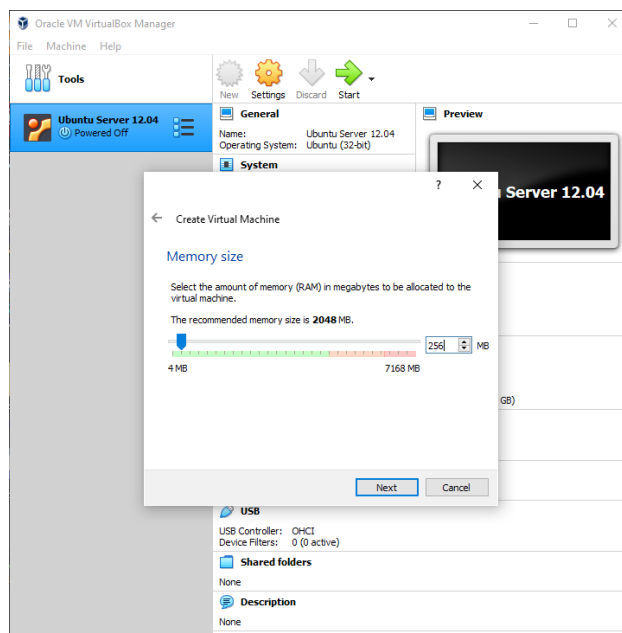 Oracle VM VirtualBox Manager
File Machine Help
Tools
New Settings Discard Start
Ubuntu Server 12.04
Powered Off
General
Name: Ubuntu Server 12.04
Operating System: Ubuntu (32-bit)
System
Preview
Server 12.04
? 
Create Virtual Machine
Memory size
Select the amount of memory (RAM) in megabytes to be allocated to the
virtual machine.
The recommended memory size is 2048 MB.
256 MB
4 MB 7168 MB
GB)
Next Cancel
USB
USB Controller: OHCI
Device Filters: 0 (0 active)
Shared folders
None
Description
None